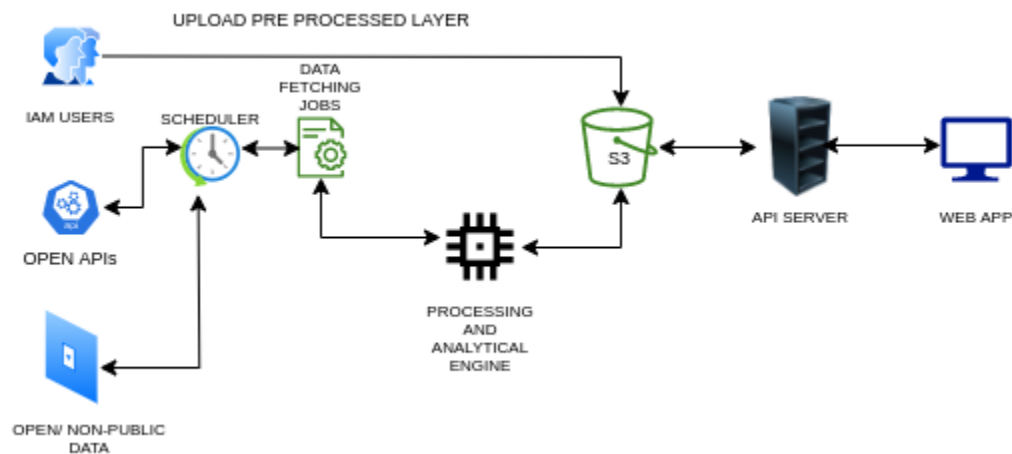 UPLOAD PRE PROCESSED LAYER
IAM USERS
DATA
FETCHING
JOBS
SCHEDULER
S3
api
OPEN APIs
API SERVER
WEB APP
PROCESSING
AND
ANALYTICAL
ENGINE
OPEN/ NON-PUBLIC
DATA